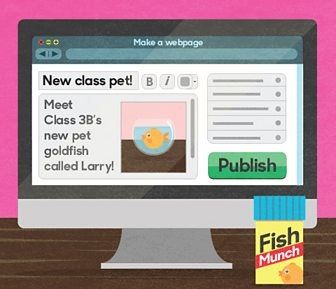 Make a webpage
New class pet!
B
i
Meet
Class 3B's
new pet
goldfish
called Larry!
Publish
Fish
Munch